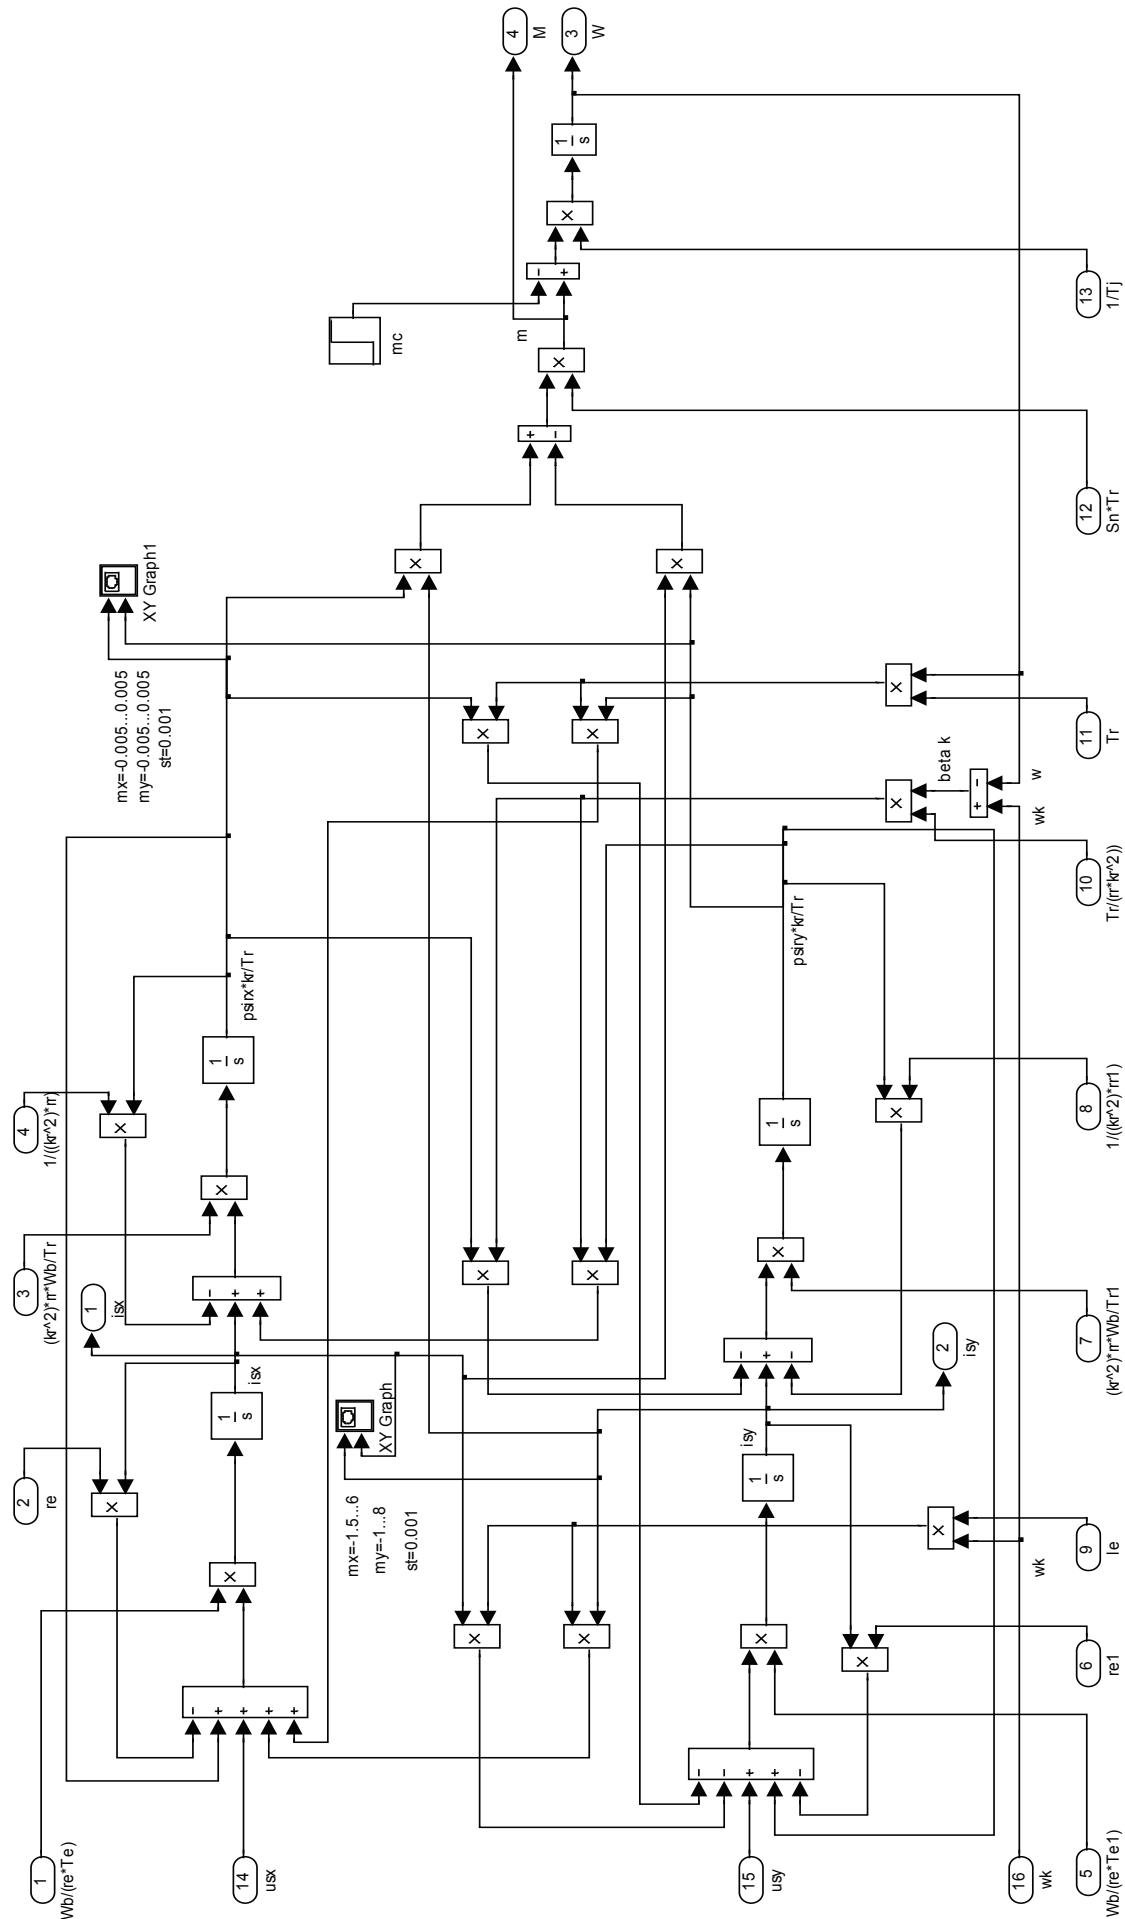 1
Wb/(re*Te)
2
re
3
(kr^2)*rr*Wb/Tr
4
1/((kr^2)*rr)
1
isx
XY Graph1
mx=-0.005...0.005
my=-0.005...0.005
st=0.001
14
usx
-
+
+
+
+
×
×
1
s
isx
-
+
+
×
×
1
s
psirx*kr/Tr
mx=-1.5...6
my=-1...8
st=0.001
XY Graph
mc
×
×
×
×
×
×
×
×
+
-
×
m
-
+
×
1
s
4
M
3
W
15
usy
-
-
+
+
-
×
×
1
s
isy
-
+
-
×
1
s
psiry*kr/Tr
×
2
isy
×
×
×
beta k
+
-
wk
w
16
wk
wk
5
Wb/(re*Te1)
6
re1
9
le
7
(kr^2)*rr*Wb/Tr1
8
1/((kr^2)*rr1)
10
Tr/(rr*kr^2))
11
Tr
12
Sn*Tr
13
1/Tj